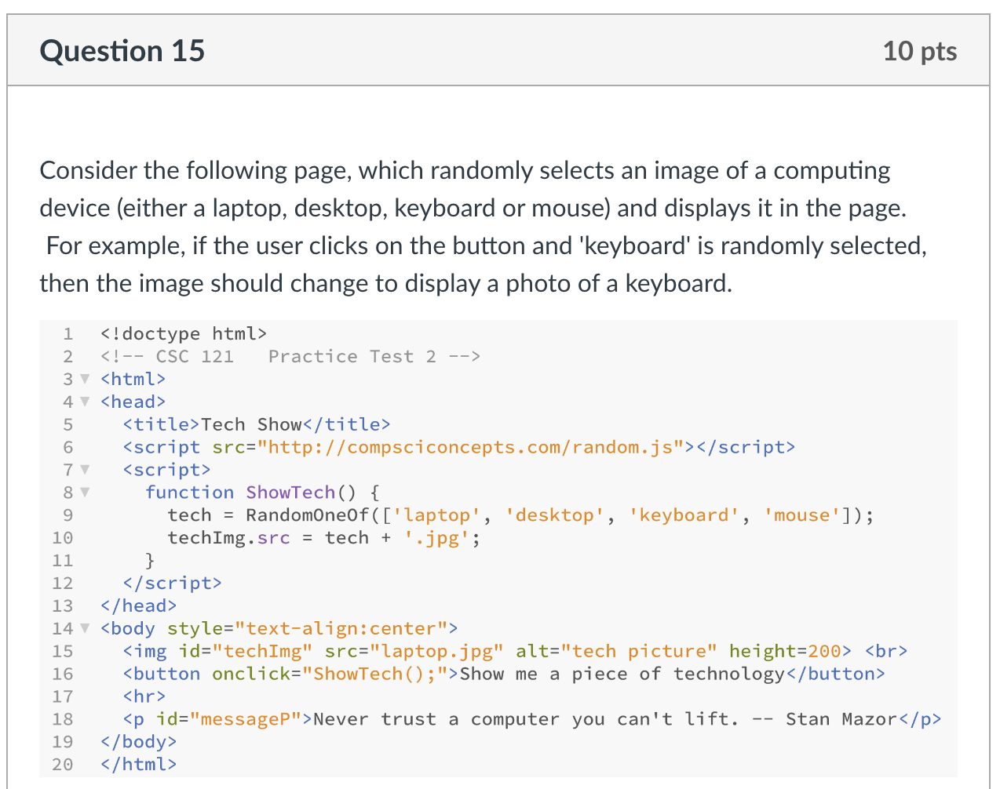 Question 15
10 pts
Consider the following page, which randomly selects an image of a computing
device (either a laptop, desktop, keyboard or mouse) and displays it in the page.
For example, if the user clicks on the button and 'keyboard' is randomly selected,
then the image should change to display a photo of a keyboard.
1 <!doctype html>
2 <!-- CSC 121   Practice Test 2 -->
3 ▼ <html>
4 ▼ <head>
5   <title>Tech Show</title>
6   <script src="http://compsciconcepts.com/random.js"></script>
7 ▼   <script>
8 ▼     function ShowTech() {
9       tech = RandomOneOf(['laptop', 'desktop', 'keyboard', 'mouse']);
10       techImg.src = tech + '.jpg';
11     }
12   </script>
13 </head>
14 ▼ <body style="text-align:center">
15   <img id="techImg" src="laptop.jpg" alt="tech picture" height=200> <br>
16   <button onclick="ShowTech();">Show me a piece of technology</button>
17   <hr>
18   <p id="messageP">Never trust a computer you can't lift. -- Stan Mazor</p>
19 </body>
20 </html>